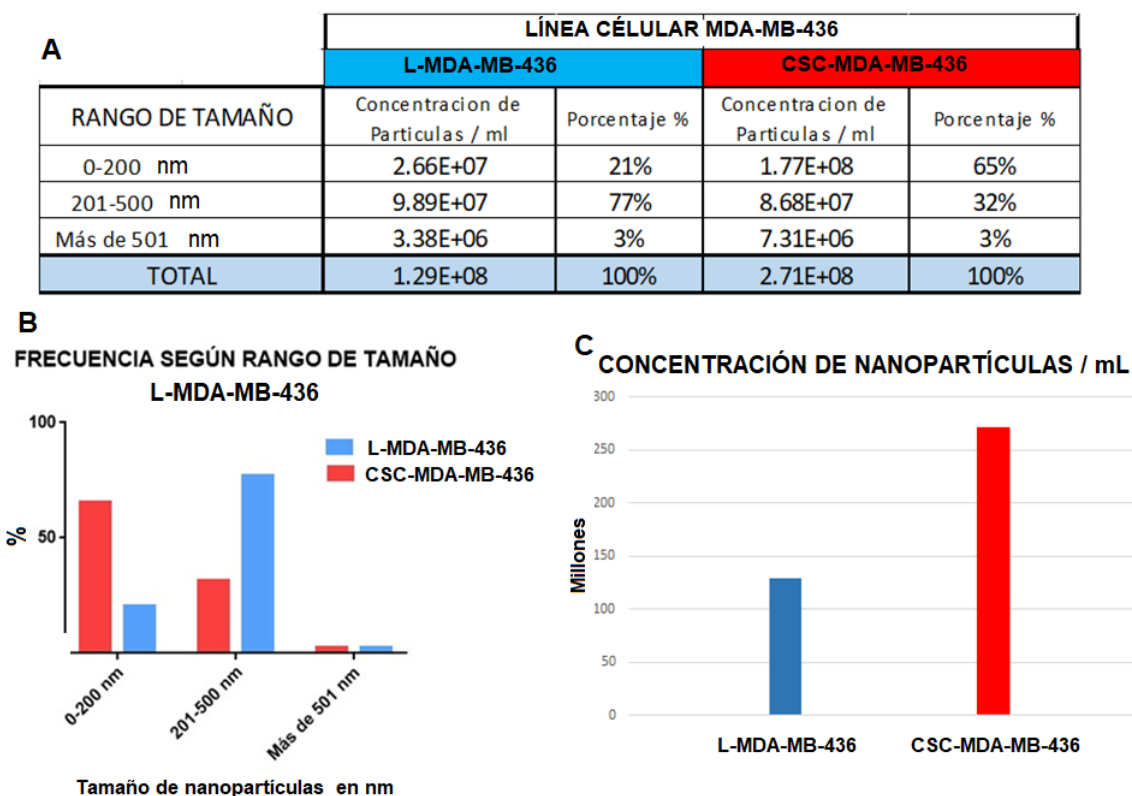 A
LÍNEA CÉLULAR MDA-MB-436
L-MDA-MB-436 CSC-MDA-MB-436
RANGO DE TAMAÑO Concentracion de Particulas / ml Porcentaje % Concentracion de Particulas / ml Porcentaje %
0-200 nm 2.66E+07 21% 1.77E+08 65%
201-500 nm 9.89E+07 77% 8.68E+07 32%
Más de 501 nm 3.38E+06 3% 7.31E+06 3%
TOTAL 1.29E+08 100% 2.71E+08 100%
B
FRECUENCIA SEGÚN RANGO DE TAMAÑO
L-MDA-MB-436
100
50
%
L-MDA-MB-436
CSC-MDA-MB-436
0-200 nm
201-500 nm
Más de 501 nm
Tamaño de nanopartículas en nm
C
CONCENTRACIÓN DE NANOPARTÍCULAS / mL
300
250
200
150
100
50
0
Millones
L-MDA-MB-436 CSC-MDA-MB-436